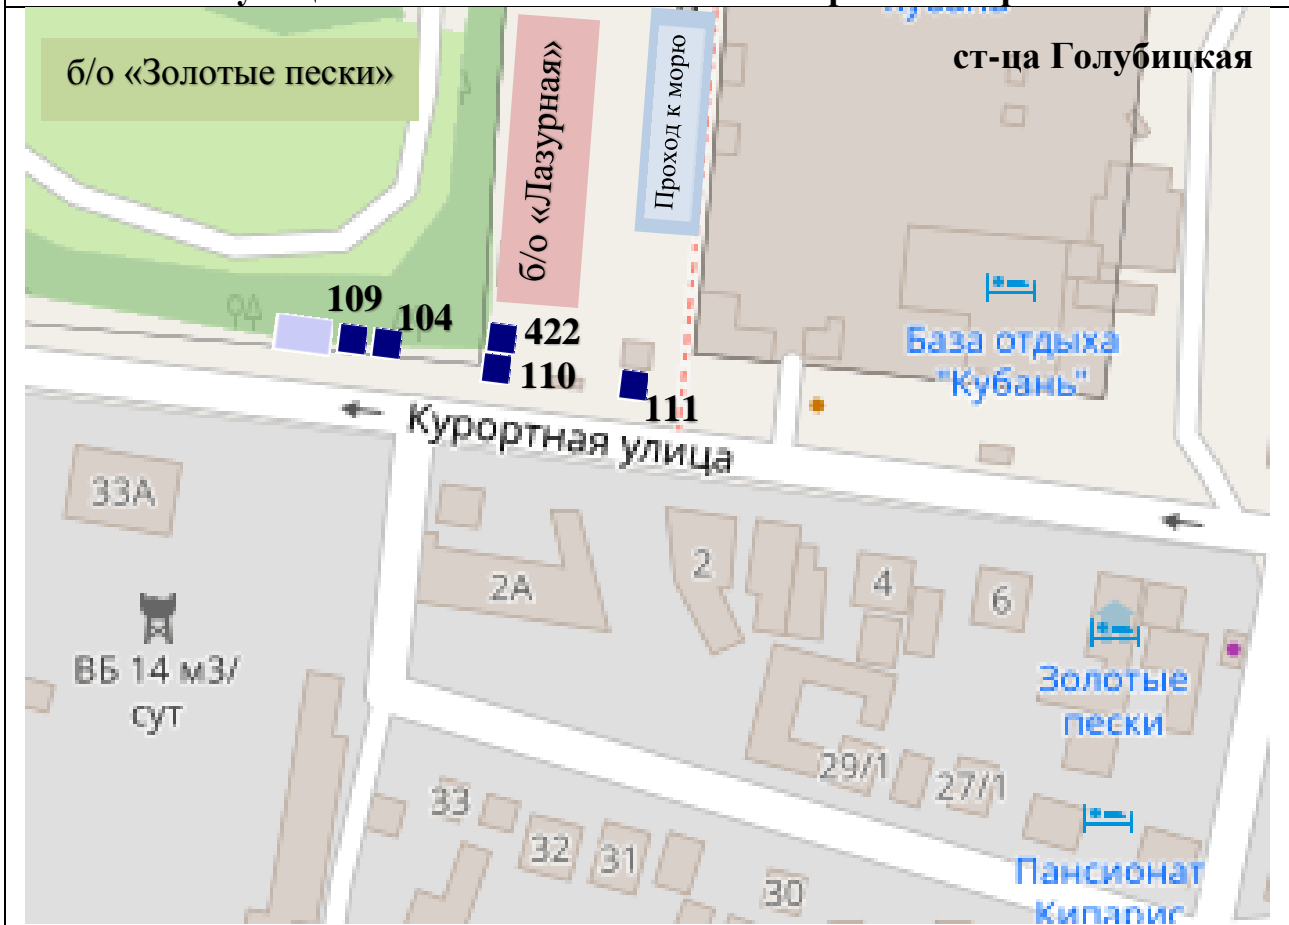 б/о «Золотые пески»
б/о «Лазурная»
Проход к морю
ст-ца Голубицкая
109
104
422
110
111
База отдыха
"Кубань"
Курортная улица
33А
2А
2
4
6
ВБ 14 м3/
сут
Золотые
пески
29/1
27/1
33
32
31
30
Пансионат
Кипарис